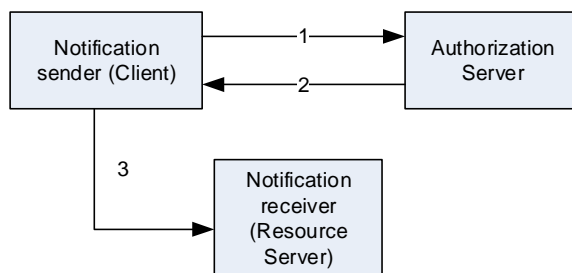 Notification
sender (Client)
1
Authorization
Server
2
3
Notification
receiver
(Resource
Server)